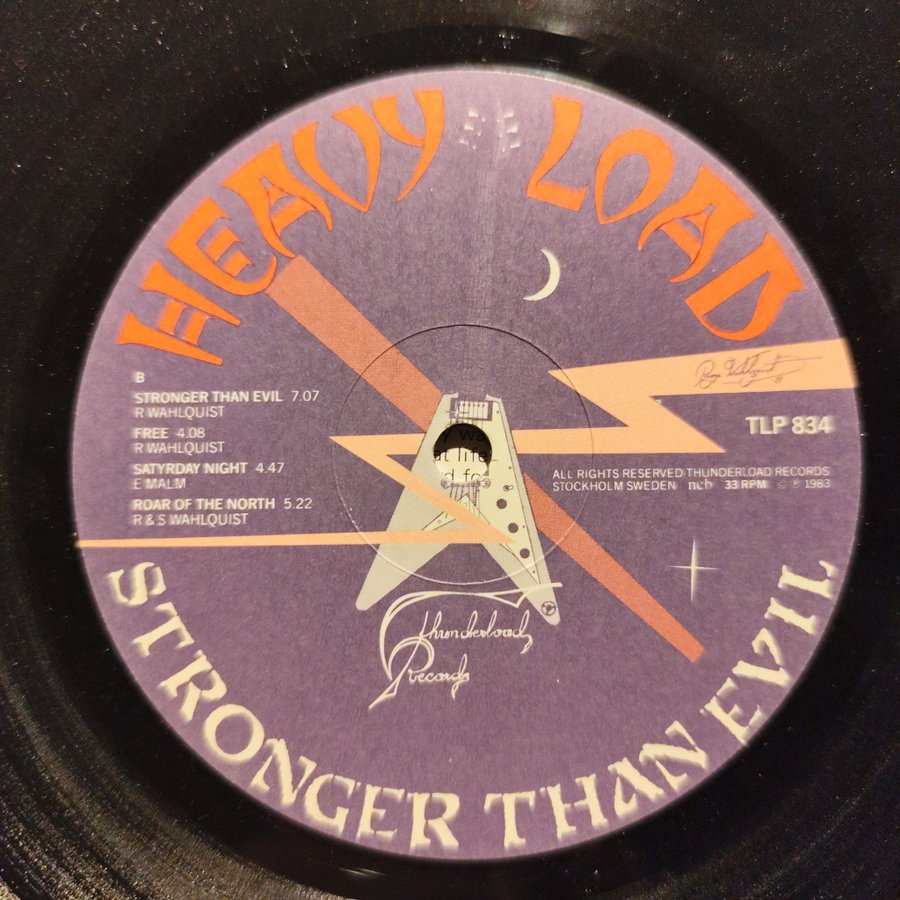 HEAVY LOAD
B
STRONGER THAN EVIL 7.07
R WAHLQUIST
FREE 4.08
R WAHLQUIST
SATYRDAY NIGHT 4.47
E MALM
ROAR OF THE NORTH 5.22
R & S WAHLQUIST
TLP 834
ALL RIGHTS RESERVED THUNDERLOAD RECORDS
STOCKHOLM SWEDEN ncb 33 RPM © ℗ 1983
at life
Thunderload
Records
STRONGER THAN EVIL